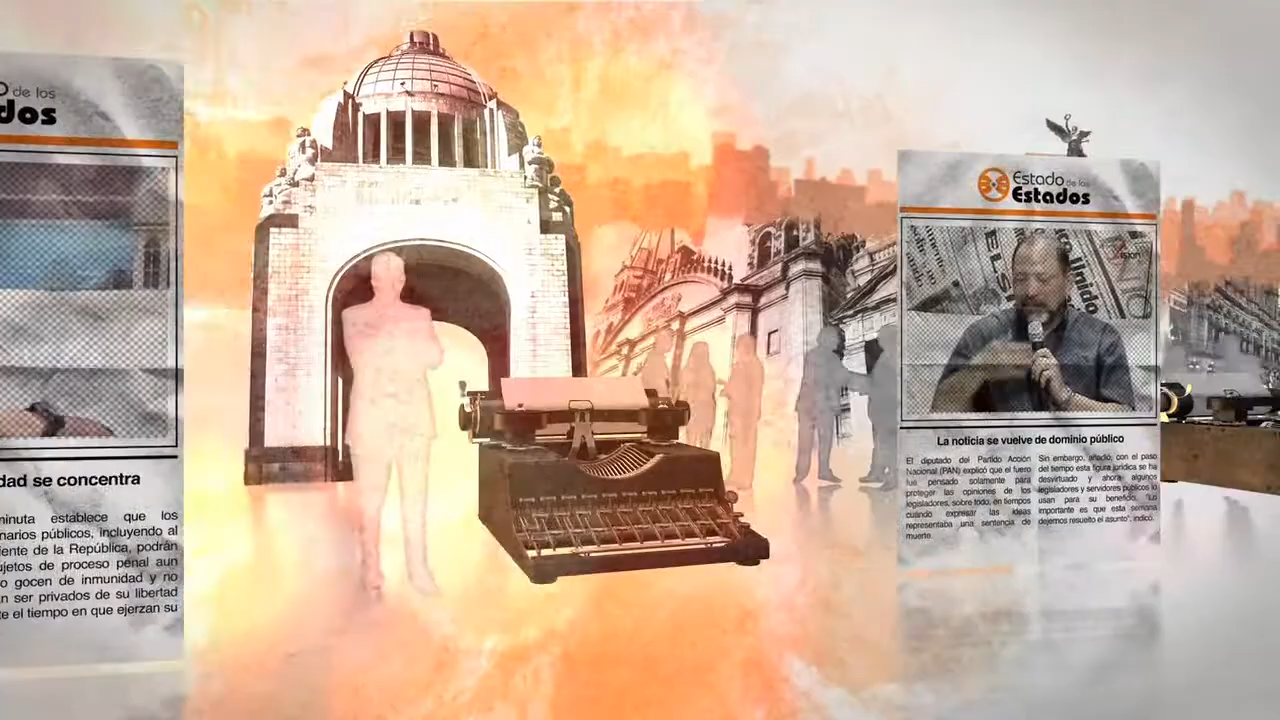 de los
dos
dad se concentra
minuta establece que los
narios públicos, incluyendo al
iente de la República, podrán
ujetos de proceso penal aun
o gocen de inmunidad y no
n ser privados de su libertad
te el tiempo en que ejerzan su
Estado de los
Estados
ELS
Unido
La noticia se vuelve de dominio público
El diputado del Partido Acción
Nacional (PAN) explicó que el fuero
fue pensado solamente para
proteger las opiniones de los
legisladores, sobre todo, en tiempos
cuando expresar las ideas
representaba una sentencia de
muerte.
Sin embargo, añadió, con el paso
del tiempo esta figura jurídica se ha
desvirtuado y ahora algunos
legisladores y servidores públicos lo
usan para su beneficio. "Lo
importante es que esta semana
dejemos resuelto el asunto", indicó.